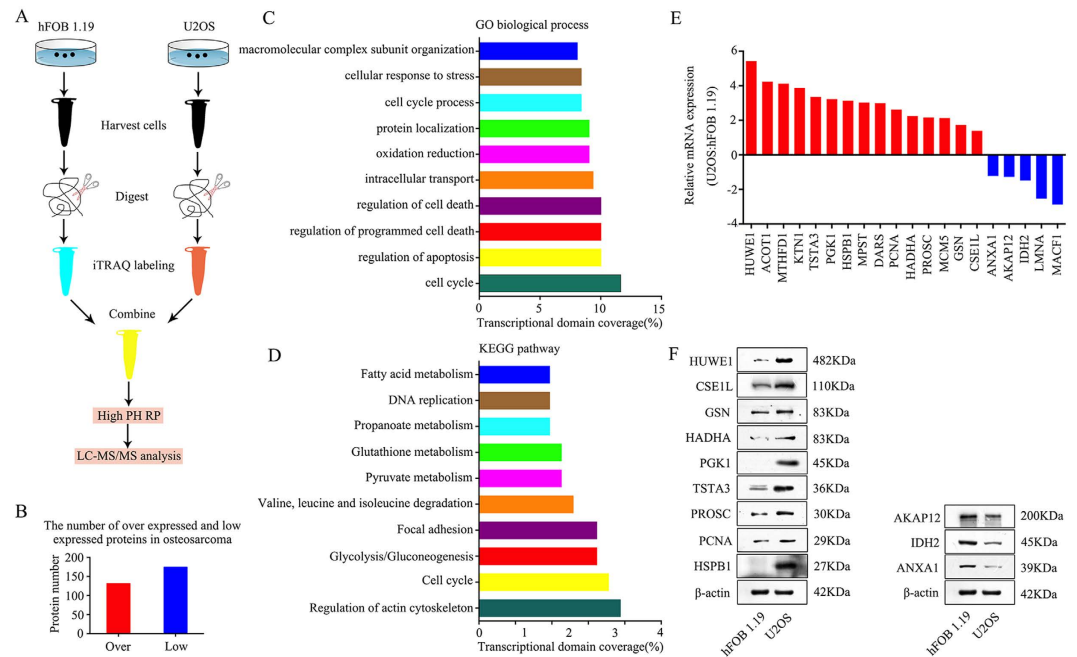 A
hFOB 1.19
U2OS
Harvest cells
Digest
iTRAQ labeling
Combine
High PH RP
LC-MS/MS analysis
B
The number of over expressed and low
expressed proteins in osteosarcoma
Protein number
200
150
100
50
0
Over
Low
C
GO biological process
macromolecular complex subunit organization
cellular response to stress
cell cycle process
protein localization
oxidation reduction
intracellular transport
regulation of cell death
regulation of programmed cell death
regulation of apoptosis
cell cycle
0
5
10
15
Transcriptional domain coverage(%)
D
KEGG pathway
Fatty acid metabolism
DNA replication
Propanoate metabolism
Glutathione metabolism
Pyruvate metabolism
Valine, leucine and isoleucine degradation
Focal adhesion
Glycolysis/Gluconeogenesis
Cell cycle
Regulation of actin cytoskeleton
0
1
2
2
3
4
Transcriptional domain coverage(%)
E
Relative mRNA expression
(U2OS:hFOB 1.19)
6
4
2
0
-2
-4
HUWE1
ACOT1
MTHFD1
KTN1
TSTA3
PGK1
HSPB1
MPST
DARS
PCNA
HADHA
PROSC
MCM5
GSN
CSE1L
ANXA1
AKAP12
IDH2
LMNA
MACF1
F
HUWE1
482KDa
CSE1L
110KDa
GSN
83KDa
HADHA
83KDa
PGK1
45KDa
TSTA3
36KDa
PROSC
30KDa
PCNA
29KDa
HSPB1
27KDa
β-actin
42KDa
hFOB 1.19
U2OS
AKAP12
200KDa
IDH2
45KDa
ANXA1
39KDa
β-actin
42KDa
hFOB 1.19
U2OS